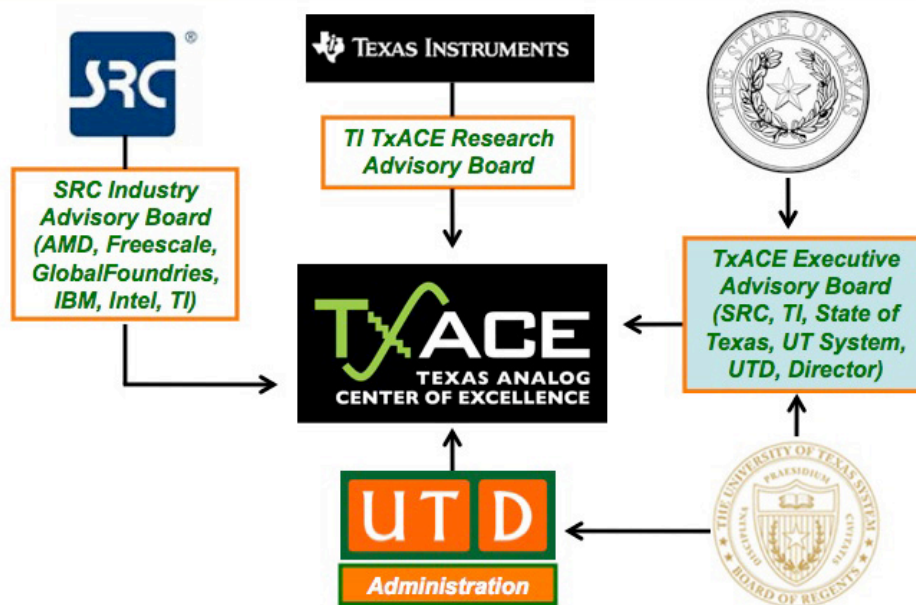 SRC®
TEXAS INSTRUMENTS
THE STATE OF TEXAS
TI TxACE Research
Advisory Board
SRC Industry
Advisory Board
(AMD, Freescale,
GlobalFoundries,
IBM, Intel, TI)
TxACE Executive
Advisory Board
(SRC, TI, State of
Texas, UT System,
UTD, Director)
TxACE
TEXAS ANALOG
CENTER OF EXCELLENCE
UTD
Administration
THE UNIVERSITY OF TEXAS SYSTEM
PRAESIDIUM
DISCIPLINA
CIVITATIS
BOARD OF REGENTS